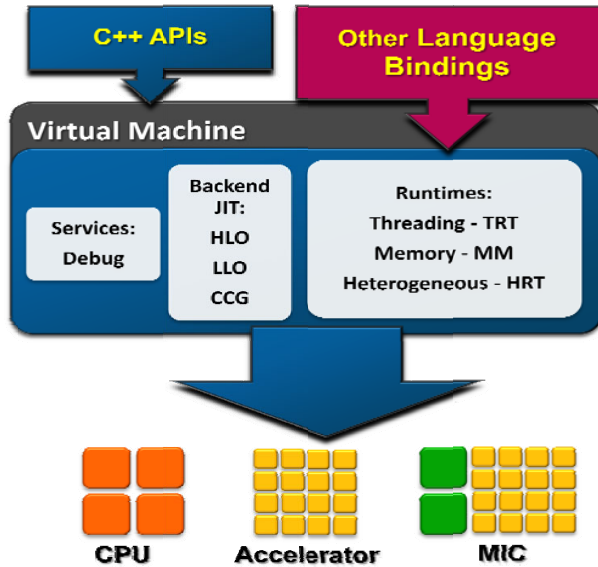 C++ APIs
Other Language
Bindings
Virtual Machine
Services:
Debug
Backend
JIT:
HLO
LLO
CCG
Runtimes:
Threading - TRT
Memory - MM
Heterogeneous - HRT
CPU
Accelerator
MIC